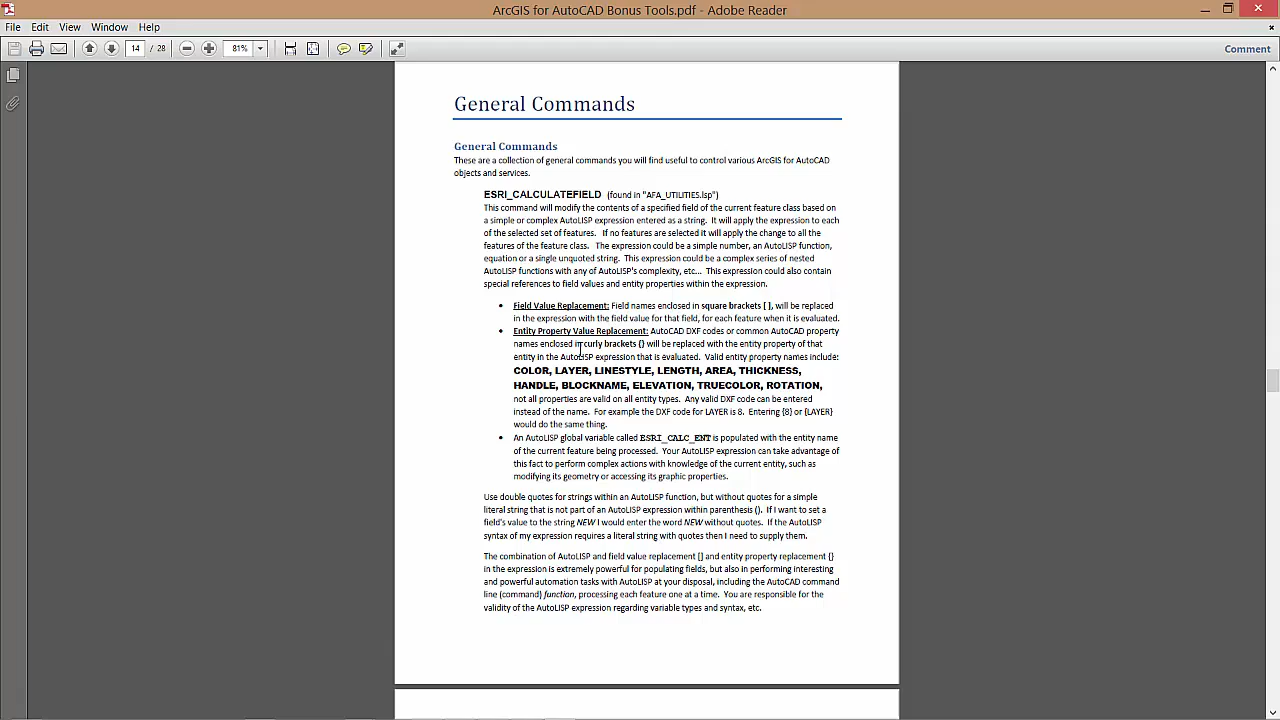 ArcGIS for AutoCAD Bonus Tools.pdf - Adobe Reader
File Edit View Window Help
14 / 28 81% Comment
General Commands
General Commands
These are a collection of general commands you will find useful to control various ArcGIS for AutoCAD
objects and services.
ESRI_CALCULATEFIELD (found in "AFA_UTILITIES.lsp")
This command will modify the contents of a specified field of the current feature class based on
a simple or complex AutoLISP expression entered as a string. It will apply the expression to each
of the selected set of features. If no features are selected it will apply the change to all the
features of the feature class. The expression could be a simple number, an AutoLISP function,
equation or a single unquoted string. This expression could be a complex series of nested
AutoLISP functions with any of AutoLISP's complexity, etc... This expression could also contain
special references to field values and entity properties within the expression.
• Field Value Replacement: Field names enclosed in square brackets [ ], will be replaced
in the expression with the field value for that field, for each feature when it is evaluated.
• Entity Property Value Replacement: AutoCAD DXF codes or common AutoCAD property
names enclosed in curly brackets {} will be replaced with the entity property of that
entity in the AutoLISP expression that is evaluated. Valid entity property names include:
COLOR, LAYER, LINESTYLE, LENGTH, AREA, THICKNESS,
HANDLE, BLOCKNAME, ELEVATION, TRUECOLOR, ROTATION,
not all properties are valid on all entity types. Any valid DXF code can be entered
instead of the name. For example the DXF code for LAYER is 8. Entering {8} or {LAYER}
would do the same thing.
• An AutoLISP global variable called ESRI_CALC_ENT is populated with the entity name
of the current feature being processed. Your AutoLISP expression can take advantage of
this fact to perform complex actions with knowledge of the current entity, such as
modifying its geometry or accessing its graphic properties.
Use double quotes for strings within an AutoLISP function, but without quotes for a simple
literal string that is not part of an AutoLISP expression within parenthesis (). If I want to set a
field's value to the string NEW I would enter the word NEW without quotes. If the AutoLISP
syntax of my expression requires a literal string with quotes then I need to supply them.
The combination of AutoLISP and field value replacement [] and entity property replacement {}
in the expression is extremely powerful for populating fields, but also in performing interesting
and powerful automation tasks with AutoLISP at your disposal, including the AutoCAD command
line (command) function, processing each feature one at a time. You are responsible for the
validity of the AutoLISP expression regarding variable types and syntax, etc.